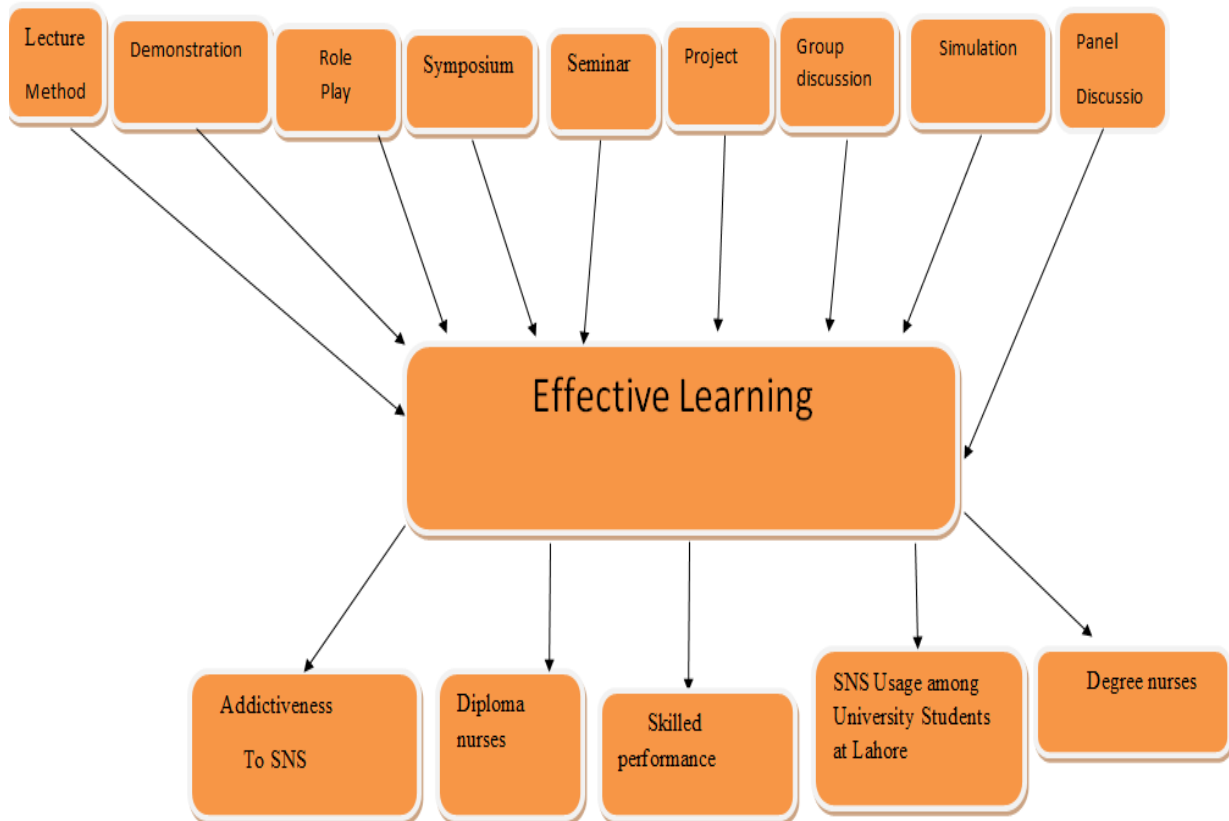 Lecture
Method
Demonstration
Role
Play
Symposium
Seminar
Project
Group
discussion
Simulation
Panel
Discussio
Effective Learning
Addictiveness
To SNS
Diploma
nurses
Skilled
performance
SNS Usage among
University Students
at Lahore
Degree nurses